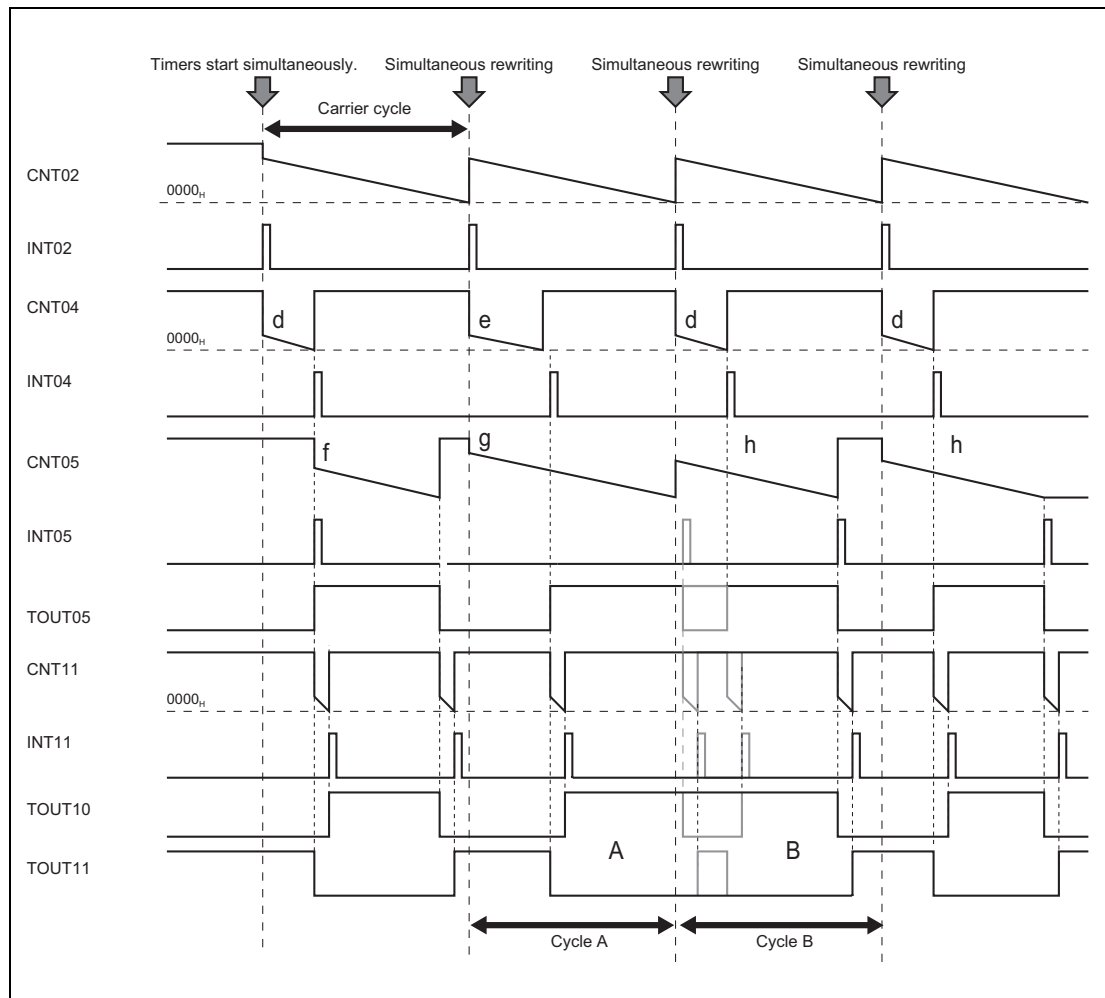 Timers start simultaneously. Simultaneous rewriting Simultaneous rewriting Simultaneous rewriting
Carrier cycle
CNT02
0000H
INT02
CNT04
d e d d
0000H
INT04
CNT05
f g h h
INT05
TOUT05
CNT11
0000H
INT11
TOUT10
A B
TOUT11
Cycle A Cycle B